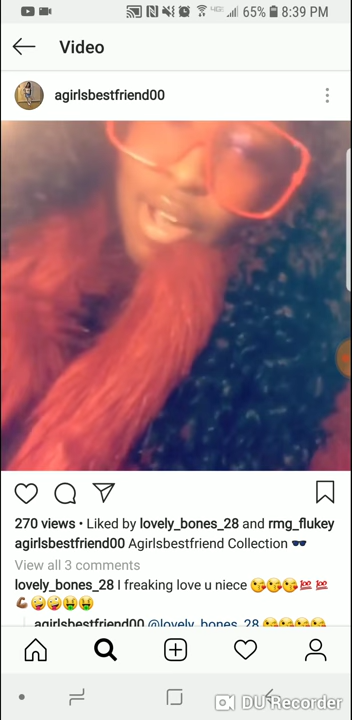 65% 8:39 PM
Video
agirlsbestfriend00
270 views • Liked by lovely_bones_28 and rmg_flukey
agirlsbestfriend00 Agirlsbestfriend Collection 🕶️
View all 3 comments
lovely_bones_28 I freaking love u niece 😘😘😘💯💯
💪🏾🤪🤪🤑🤑
agirlsbestfriend00 @lovely_bones_28 😘😘😘😘
DU Recorder